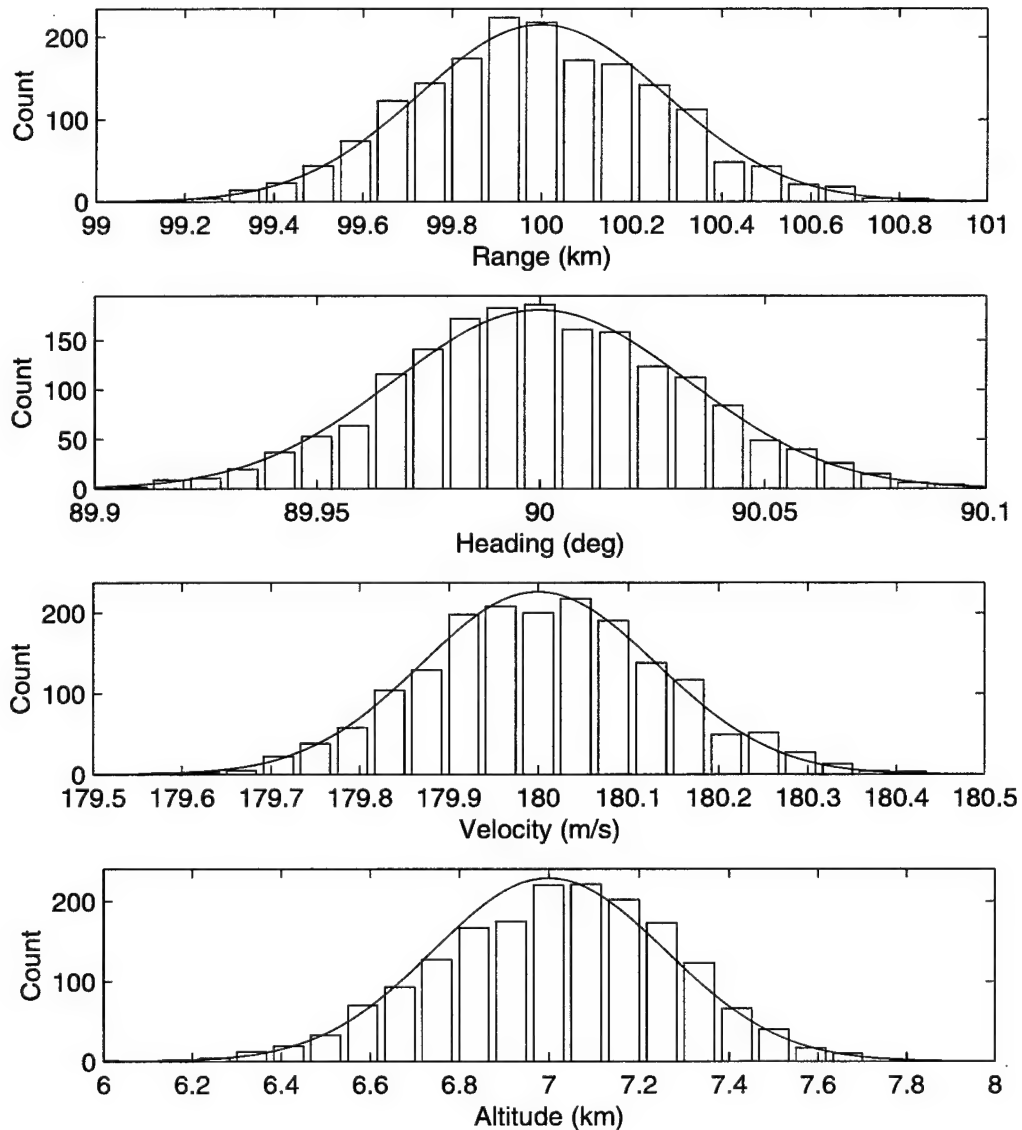 Count
200
100
0
99 99.2 99.4 99.6 99.8 100 100.2 100.4 100.6 100.8 101
Range (km)
Count
150
100
50
0
89.9 89.95 90 90.05 90.1
Heading (deg)
Count
200
100
0
179.5 179.6 179.7 179.8 179.9 180 180.1 180.2 180.3 180.4 180.5
Velocity (m/s)
Count
200
100
0
6 6.2 6.4 6.6 6.8 7 7.2 7.4 7.6 7.8 8
Altitude (km)